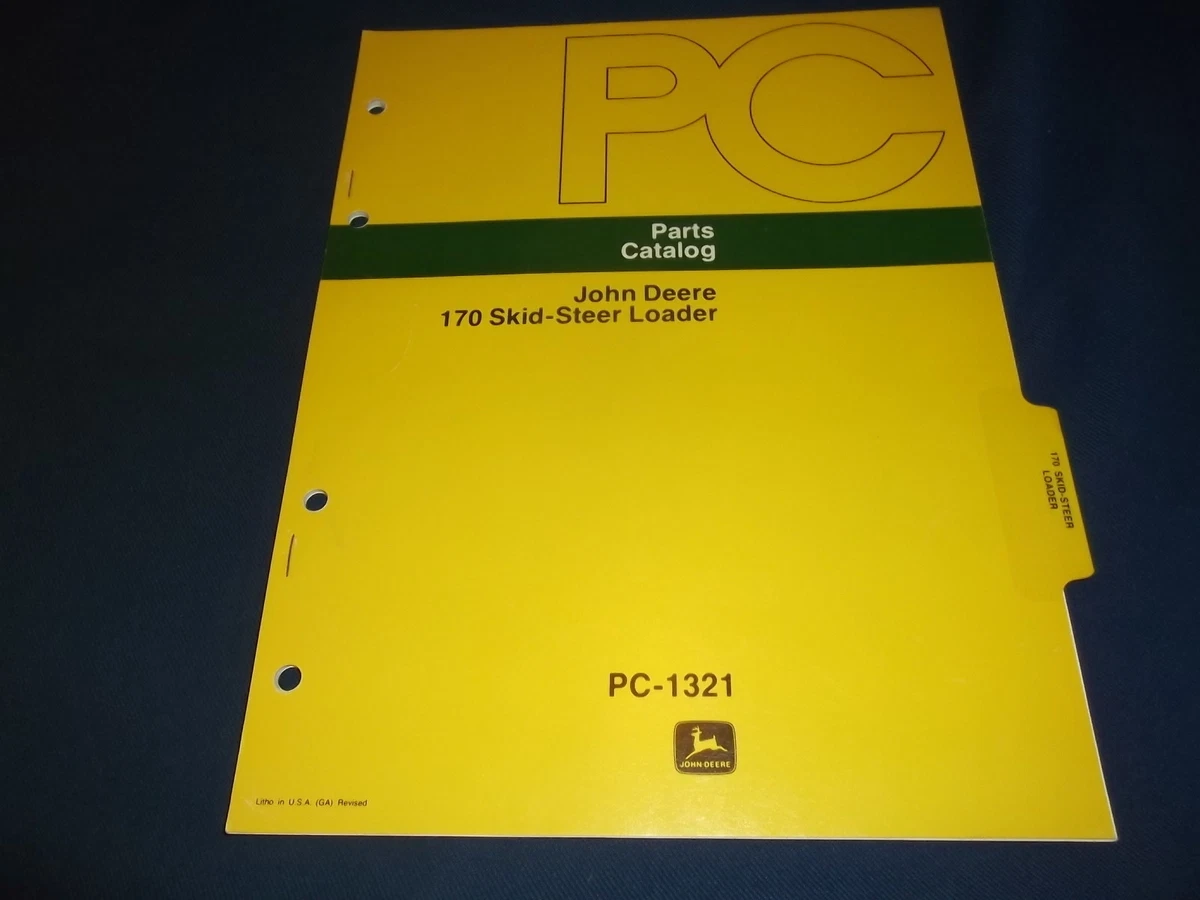 PC
Parts
Catalog
John Deere
170 Skid-Steer Loader
170 SKID-STEER
LOADER
PC-1321
JOHN DEERE
Litho in U.S.A. (GA) Revised